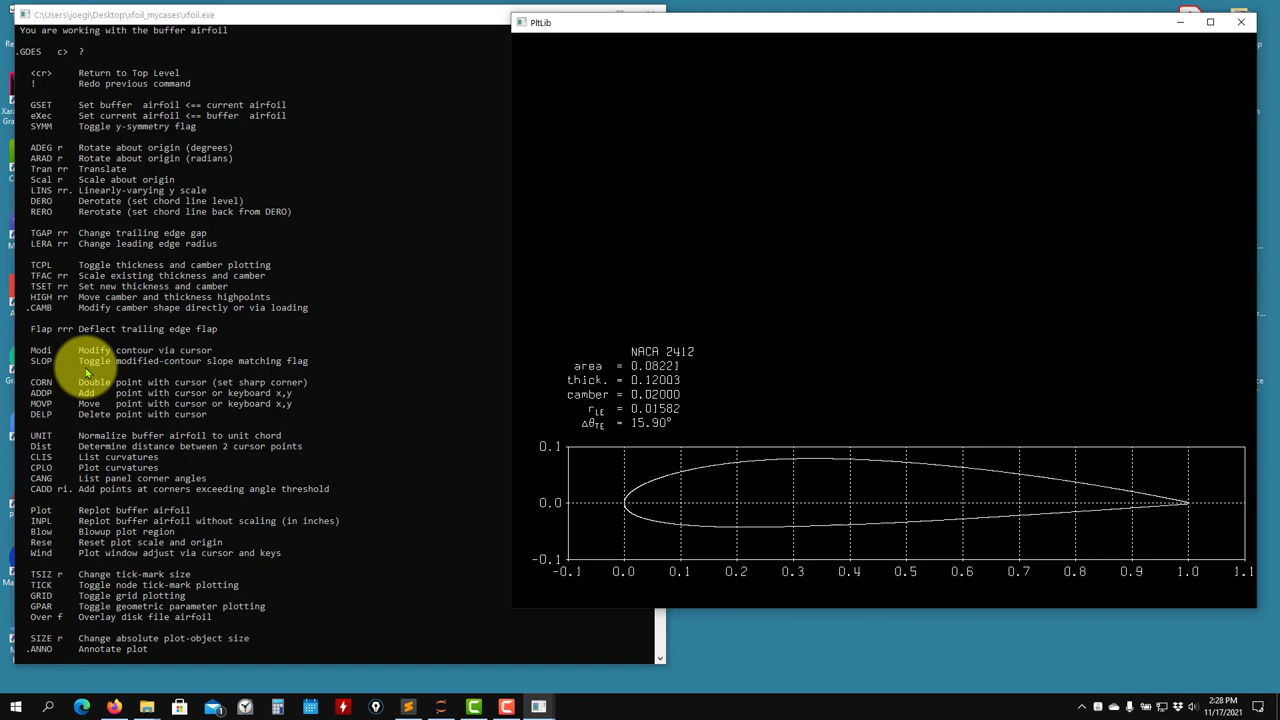 C:\Users\joegi\Desktop\xfoil_mycases\xfoil.exe
You are working with the buffer airfoil
.GDES   c>   ?
<cr>     Return to Top Level
!        Redo previous command
GSET     Set buffer  airfoil <== current airfoil
eXec     Set current airfoil <== buffer  airfoil
SYMM     Toggle y-symmetry flag
ADEG r   Rotate about origin (degrees)
ARAD r   Rotate about origin (radians)
Tran rr  Translate
Scal r   Scale about origin
LINS rr. Linearly-varying y scale
DERO     Derotate (set chord line level)
RERO     Rerotate (set chord line back from DERO)
TGAP rr  Change trailing edge gap
LERA rr  Change leading edge radius
TCPL     Toggle thickness and camber plotting
TFAC rr  Scale existing thickness and camber
TSET rr  Set new thickness and camber
HIGH rr  Move camber and thickness highpoints
.CAMB     Modify camber shape directly or via loading
Flap rrr Deflect trailing edge flap
Modi     Modify contour via cursor
SLOP     Toggle modified-contour slope matching flag
CORN     Double point with cursor (set sharp corner)
ADDP     Add    point with cursor or keyboard x,y
MOVP     Move   point with cursor or keyboard x,y
DELP     Delete point with cursor
UNIT     Normalize buffer airfoil to unit chord
Dist     Determine distance between 2 cursor points
CLIS     List curvatures
CPLO     Plot curvatures
CANG     List panel corner angles
CADD ri. Add points at corners exceeding angle threshold
Plot     Replot buffer airfoil
INPL     Replot buffer airfoil without scaling (in inches)
Blow     Blowup plot region
Rese     Reset plot scale and origin
Wind     Plot window adjust via cursor and keys
TSIZ r   Change tick-mark size
TICK     Toggle node tick-mark plotting
GRID     Toggle grid plotting
GPAR     Toggle geometric parameter plotting
Over f   Overlay disk file airfoil
SIZE r   Change absolute plot-object size
.ANNO     Annotate plot
PltLib
NACA 2412
area = 0.08221
thick. = 0.12003
camber = 0.02000
rLE = 0.01582
ΔθTE = 15.90°
0.1
0.0
-0.1
-0.1 0.0 0.1 0.2 0.3 0.4 0.5 0.6 0.7 0.8 0.9 1.0 1.1
2:28 PM
11/17/2021